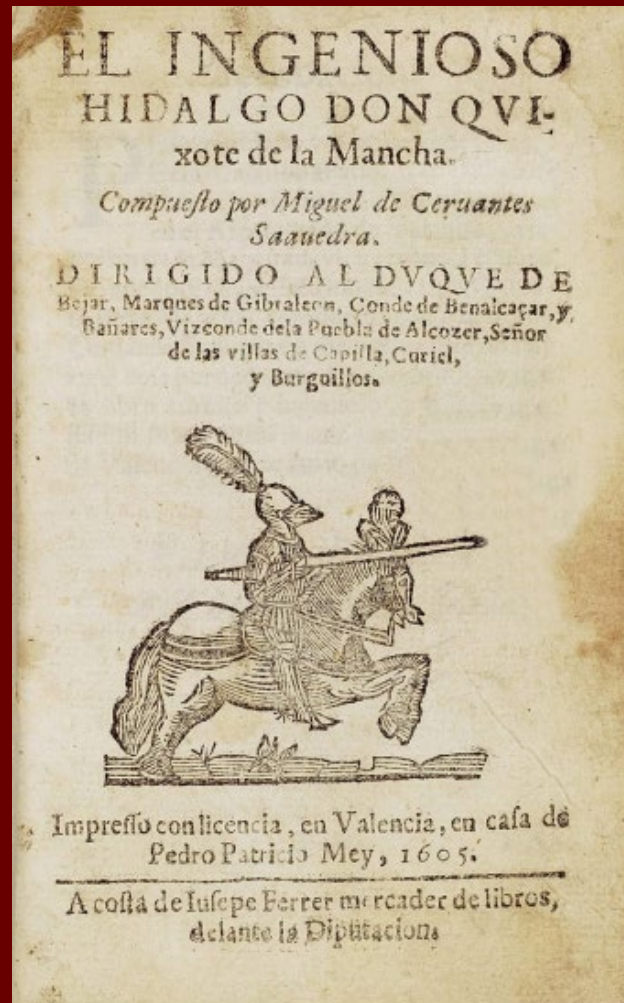 EL INGENIOSO
HIDALGO DON QVI-
xote de la Mancha.
Compuesto por Miguel de Ceruantes
Saauedra.
DIRIGIDO AL DVQVE DE
Bejar, Marques de Gibraleon, Conde de Benalcaçar, y
Bañares, Vizconde dela Puebla de Alcozer, Señor
de las villas de Capilla, Curiel,
y Burguillos.
Impresso con licencia, en Valencia, en casa de
Pedro Patricio Mey, 1605.
A costa de Iusepe Ferrer mercader de libros,
delante la Diputacion.